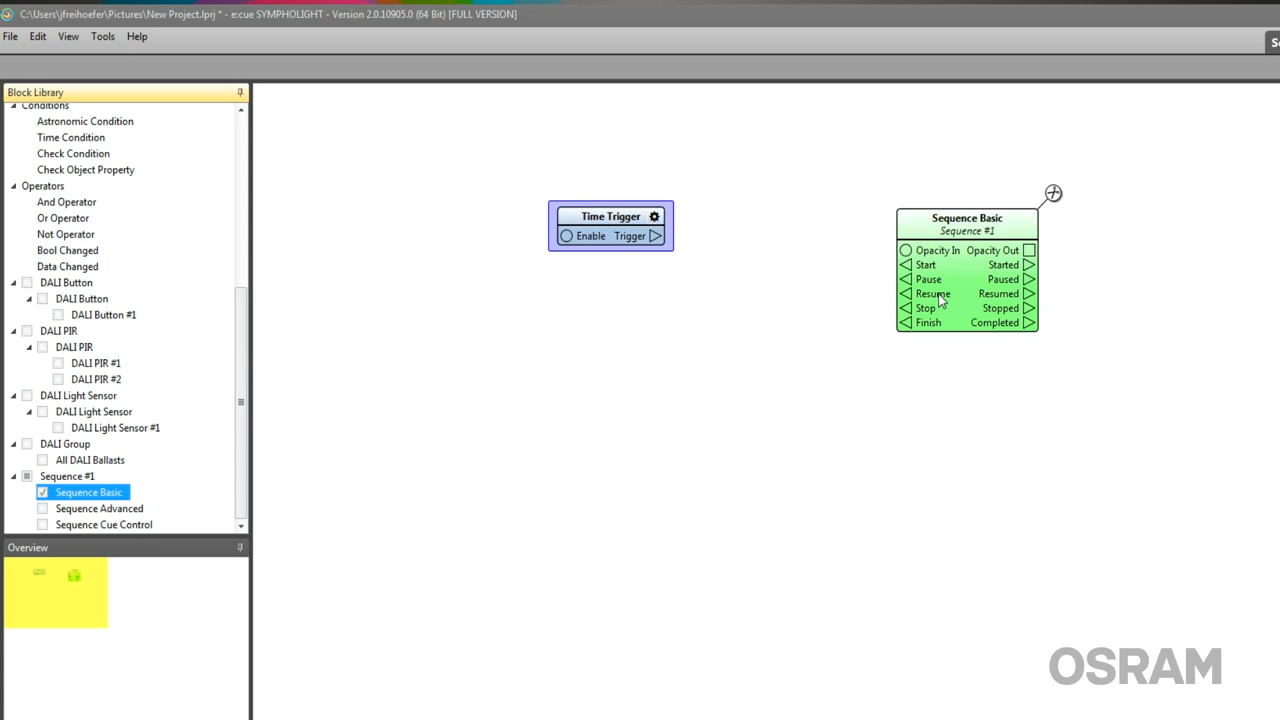 C:\Users\jfreihoefer\Pictures\New Project.lprj * - e:cue SYMPHOLIGHT - Version 2.0.10905.0 (64 Bit) [FULL VERSION]
File Edit View Tools Help
Block Library
Conditions
Astronomic Condition
Time Condition
Check Condition
Check Object Property
Operators
And Operator
Or Operator
Not Operator
Bool Changed
Data Changed
DALI Button
DALI Button
DALI Button #1
DALI PIR
DALI PIR
DALI PIR #1
DALI PIR #2
DALI Light Sensor
DALI Light Sensor
DALI Light Sensor #1
DALI Group
All DALI Ballasts
Sequence #1
Sequence Basic
Sequence Advanced
Sequence Cue Control
Overview
Time Trigger
Enable Trigger
Sequence Basic
Sequence #1
Opacity In Opacity Out
Start Started
Pause Paused
Resume Resumed
Stop Stopped
Finish Completed
OSRAM